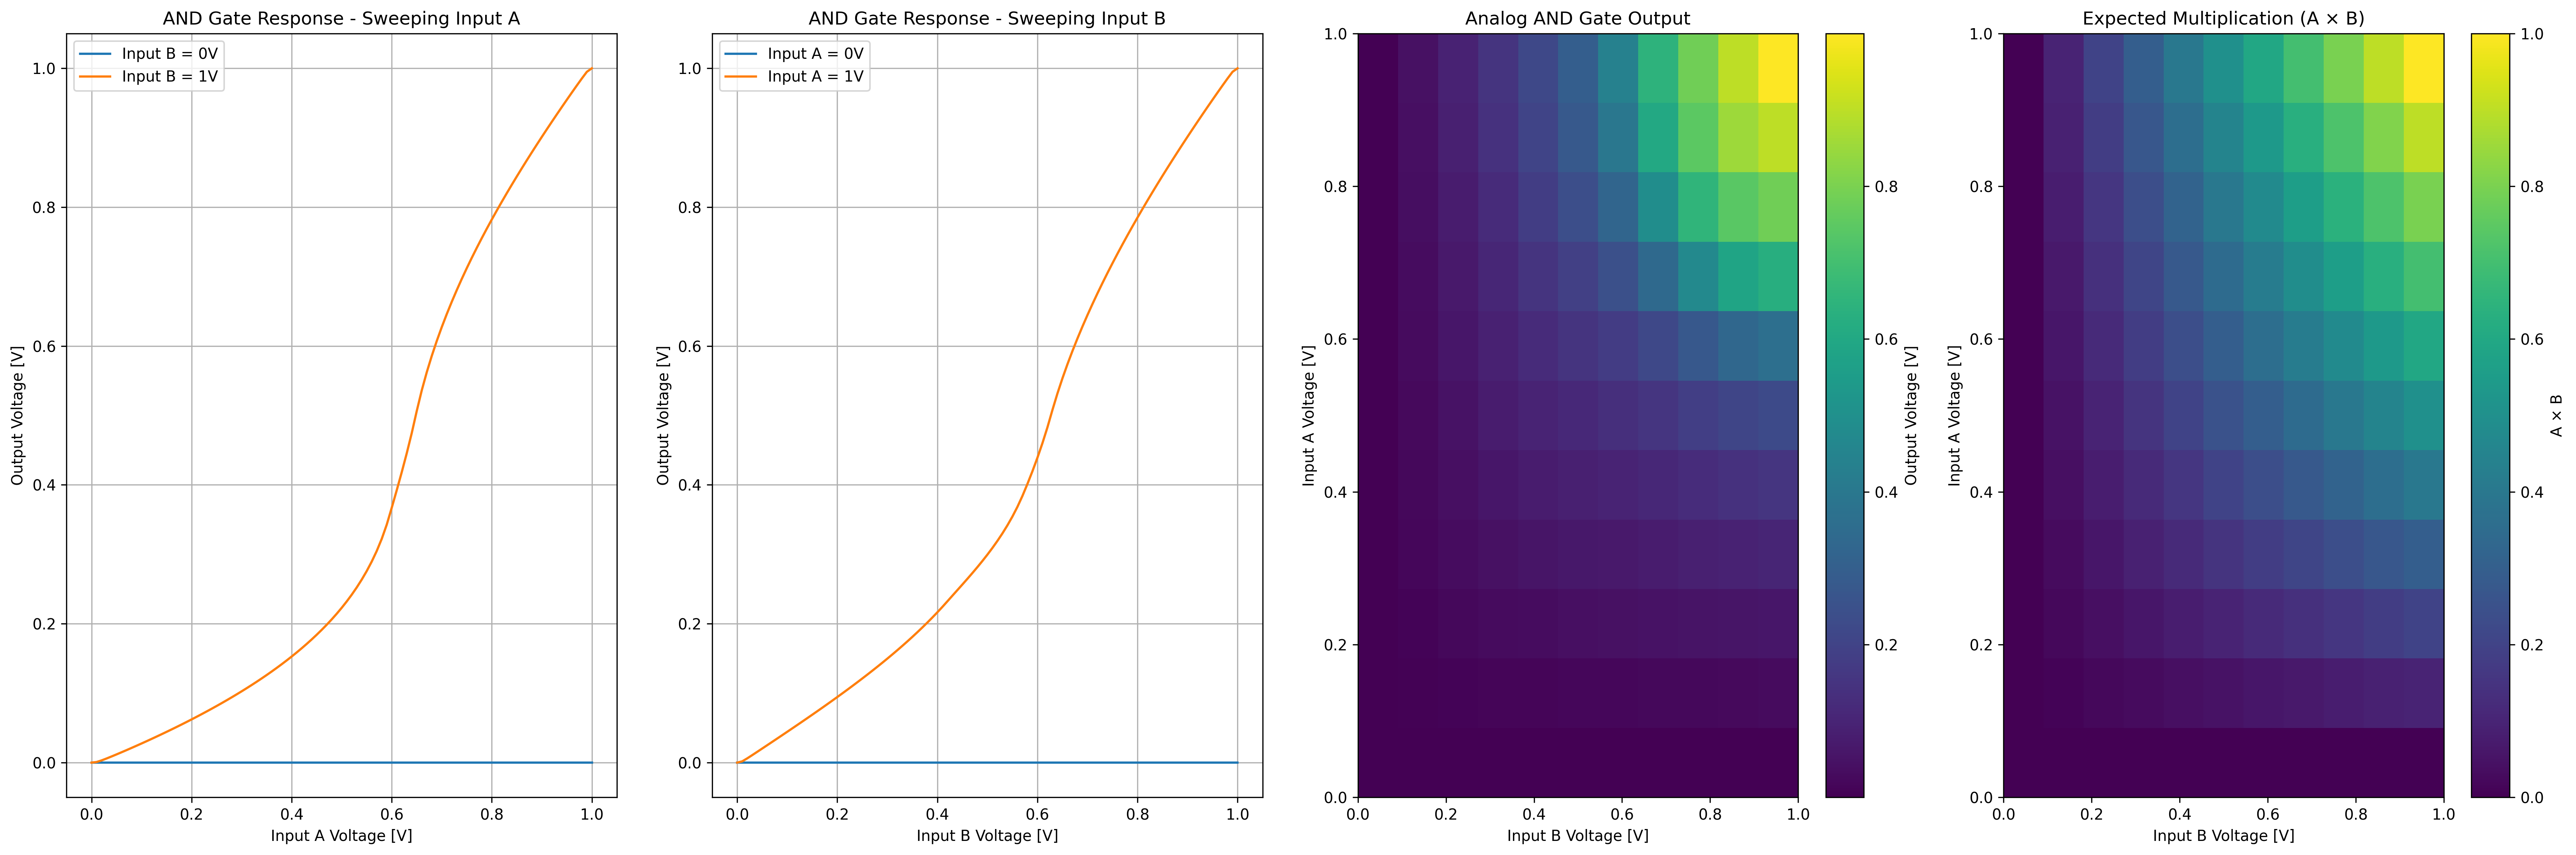 AND Gate Response - Sweeping Input A
Input B = 0V
Input B = 1V
1.0
0.8
0.6
0.4
0.2
0.0
Output Voltage [V]
0.0 0.2 0.4 0.6 0.8 1.0
Input A Voltage [V]
AND Gate Response - Sweeping Input B
Input A = 0V
Input A = 1V
1.0
0.8
0.6
0.4
0.2
0.0
Output Voltage [V]
0.0 0.2 0.4 0.6 0.8 1.0
Input B Voltage [V]
Analog AND Gate Output
1.0
0.8
0.6
0.4
0.2
0.0
Input A Voltage [V]
0.0 0.2 0.4 0.6 0.8 1.0
Input B Voltage [V]
0.8
0.6
0.4
0.2
Output Voltage [V]
Expected Multiplication (A × B)
1.0
0.8
0.6
0.4
0.2
0.0
Input A Voltage [V]
0.0 0.2 0.4 0.6 0.8 1.0
Input B Voltage [V]
1.0
0.8
0.6
0.4
0.2
0.0
A × B